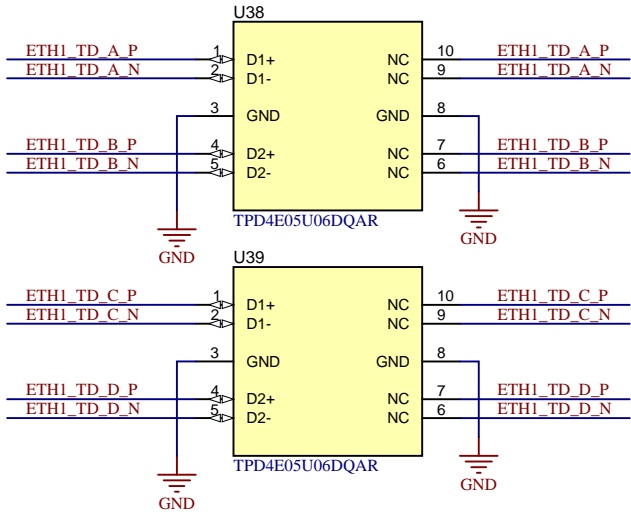 U38
ETH1_TD_A_P 1 D1+ NC 10 ETH1_TD_A_P
ETH1_TD_A_N 2 D1- NC 9 ETH1_TD_A_N
3 GND GND 8
ETH1_TD_B_P 4 D2+ NC 7 ETH1_TD_B_P
ETH1_TD_B_N 5 D2- NC 6 ETH1_TD_B_N
TPD4E05U06DQAR
GND GND
U39
ETH1_TD_C_P 1 D1+ NC 10 ETH1_TD_C_P
ETH1_TD_C_N 2 D1- NC 9 ETH1_TD_C_N
3 GND GND 8
ETH1_TD_D_P 4 D2+ NC 7 ETH1_TD_D_P
ETH1_TD_D_N 5 D2- NC 6 ETH1_TD_D_N
TPD4E05U06DQAR
GND GND